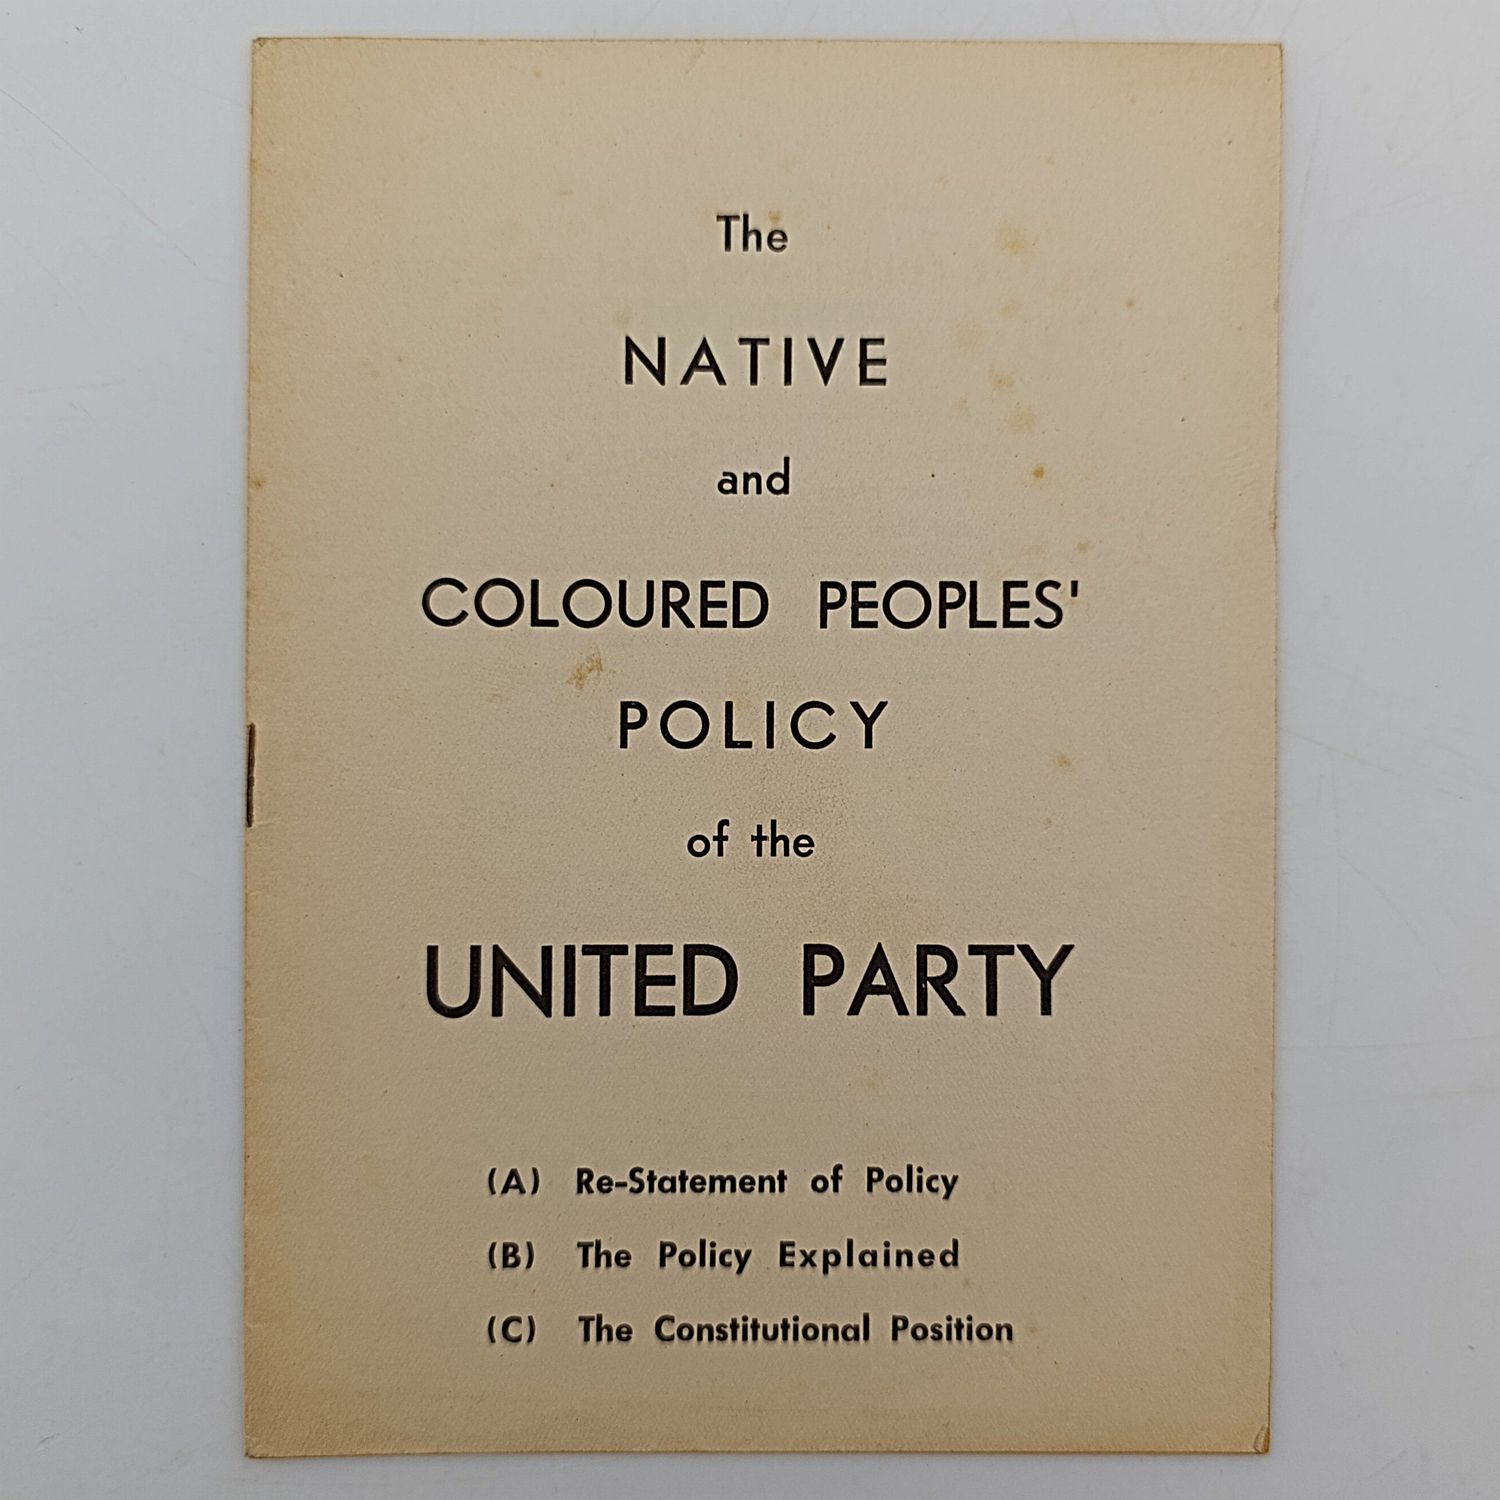 The
NATIVE
and
COLOURED PEOPLES'
POLICY
of the
UNITED PARTY
(A) Re-Statement of Policy
(B) The Policy Explained
(C) The Constitutional Position